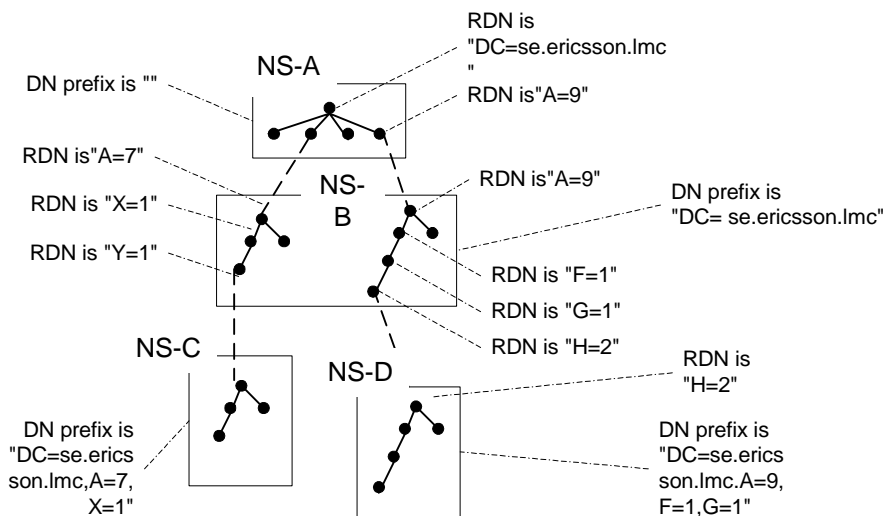 RDN is
"DC=se.ericsson.lmc
"
NS-A
DN prefix is ""
RDN is"A=9"
RDN is"A=7"
NS-
B
RDN is"A=9"
RDN is "X=1"
DN prefix is
"DC= se.ericsson.lmc"
RDN is "Y=1"
RDN is "F=1"
RDN is "G=1"
RDN is "H=2"
NS-C
NS-D
RDN is
"H=2"
DN prefix is
"DC=se.erics
son.lmc,A=7,
X=1"
DN prefix is
"DC=se.erics
son.lmc.A=9,
F=1,G=1"